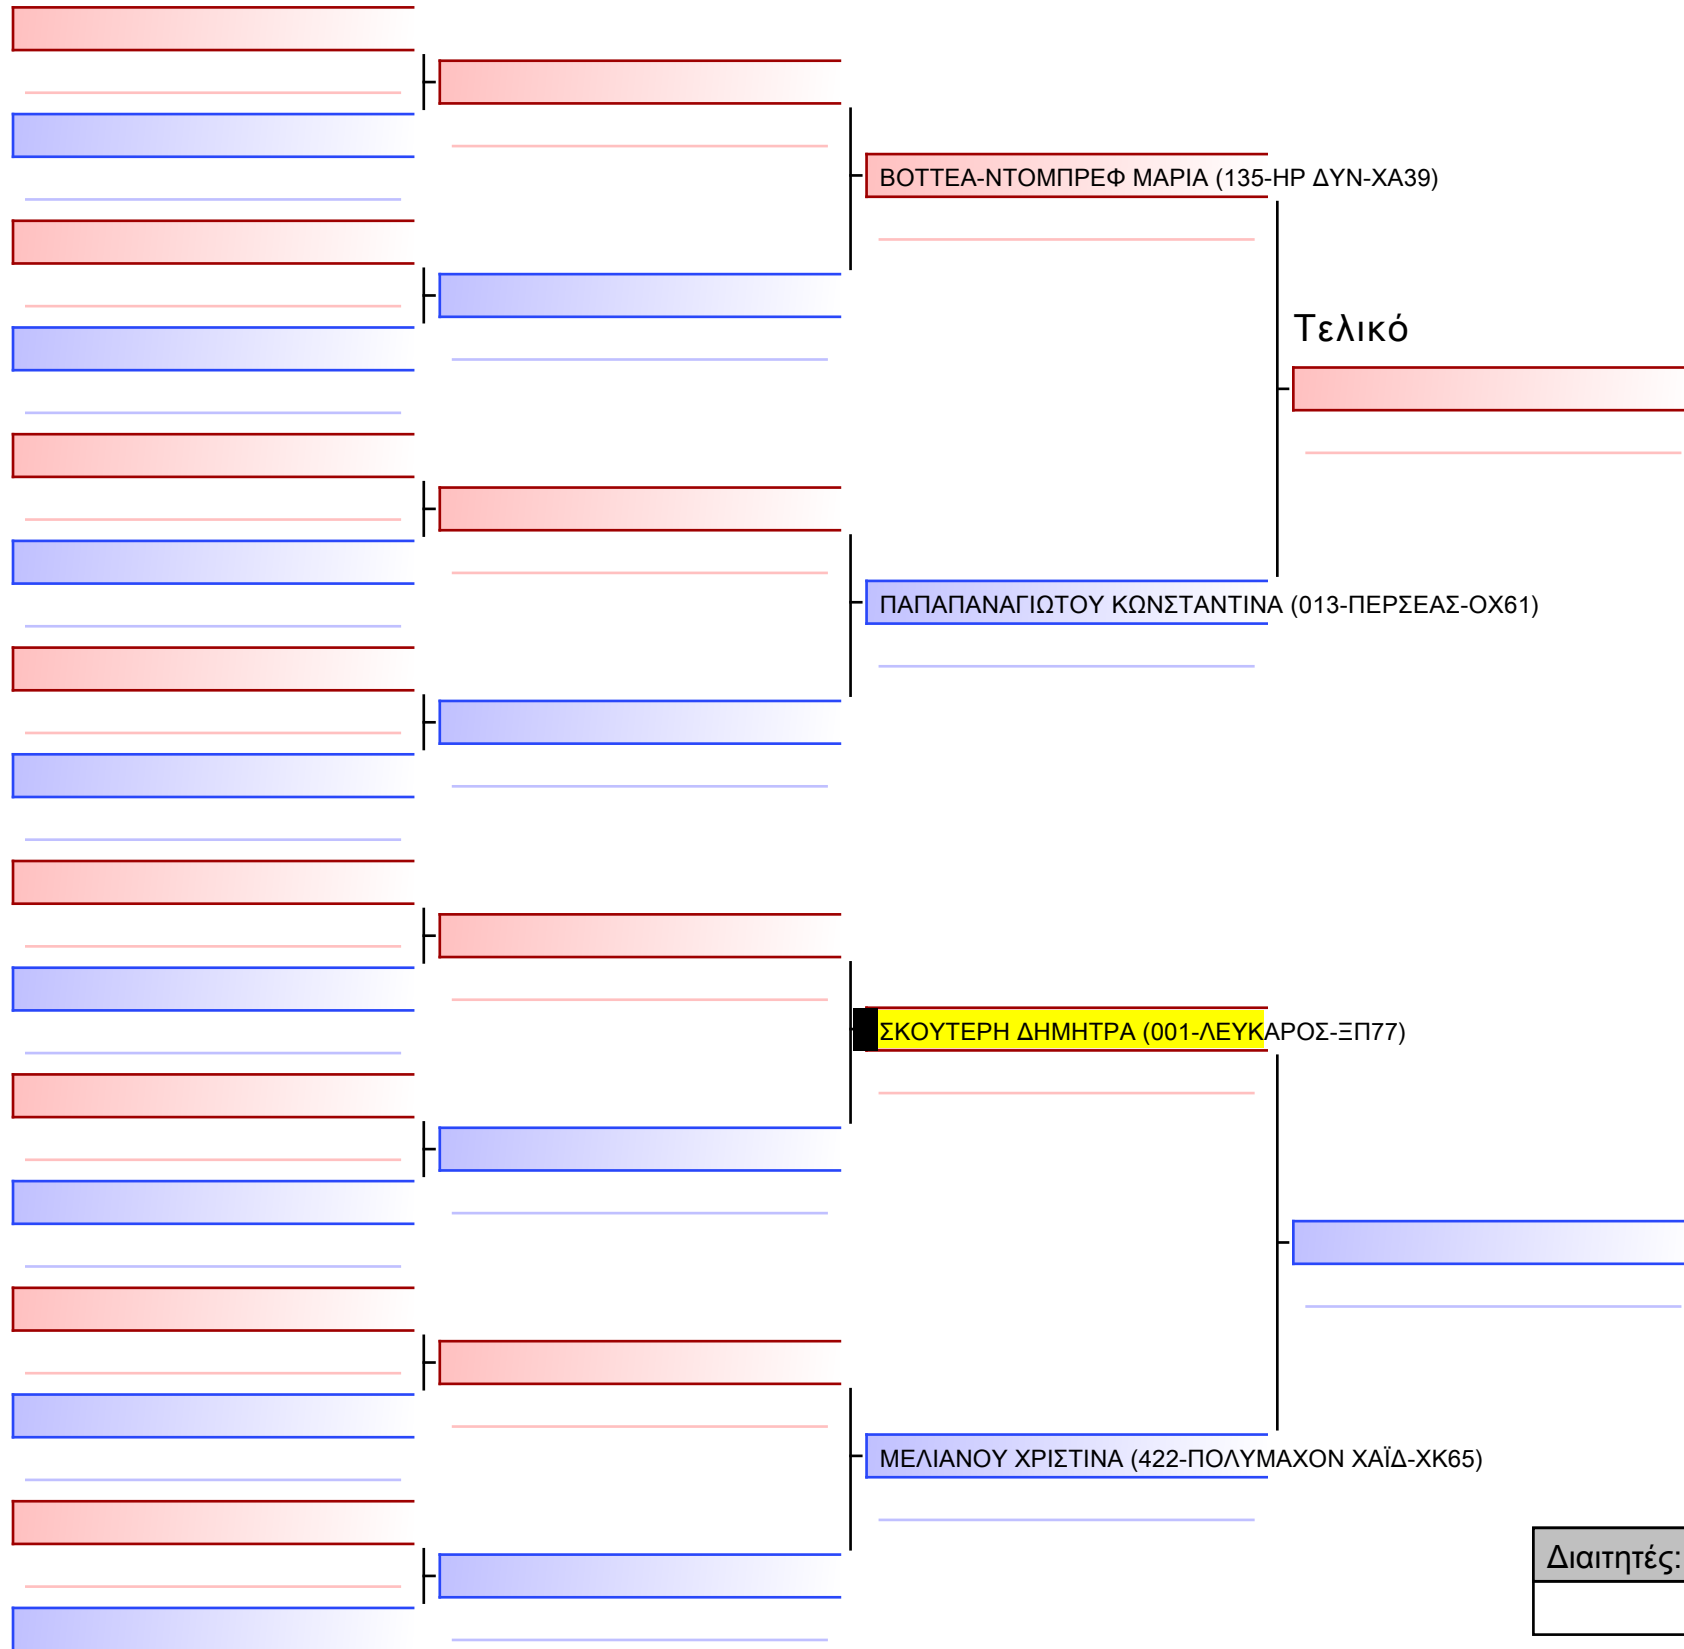 ΒΟΤΤΕΑ-ΝΤΟΜΠΡΕΦ ΜΑΡΙΑ (135-ΗΡ ΔΥΝ-ΧΑ39)
Τελικό
ΠΑΠΑΠΑΝΑΓΙΩΤΟΥ ΚΩΝΣΤΑΝΤΙΝΑ (013-ΠΕΡΣΕΑΣ-ΟΧ61)
ΣΚΟΥΤΕΡΗ ΔΗΜΗΤΡΑ (001-ΛΕΥΚΑΡΟΣ-ΞΠ77)
ΜΕΛΙΑΝΟΥ ΧΡΙΣΤΙΝΑ (422-ΠΟΛΥΜΑΧΟΝ ΧΑΪΔ-ΧΚ65)
Διαιτητές: